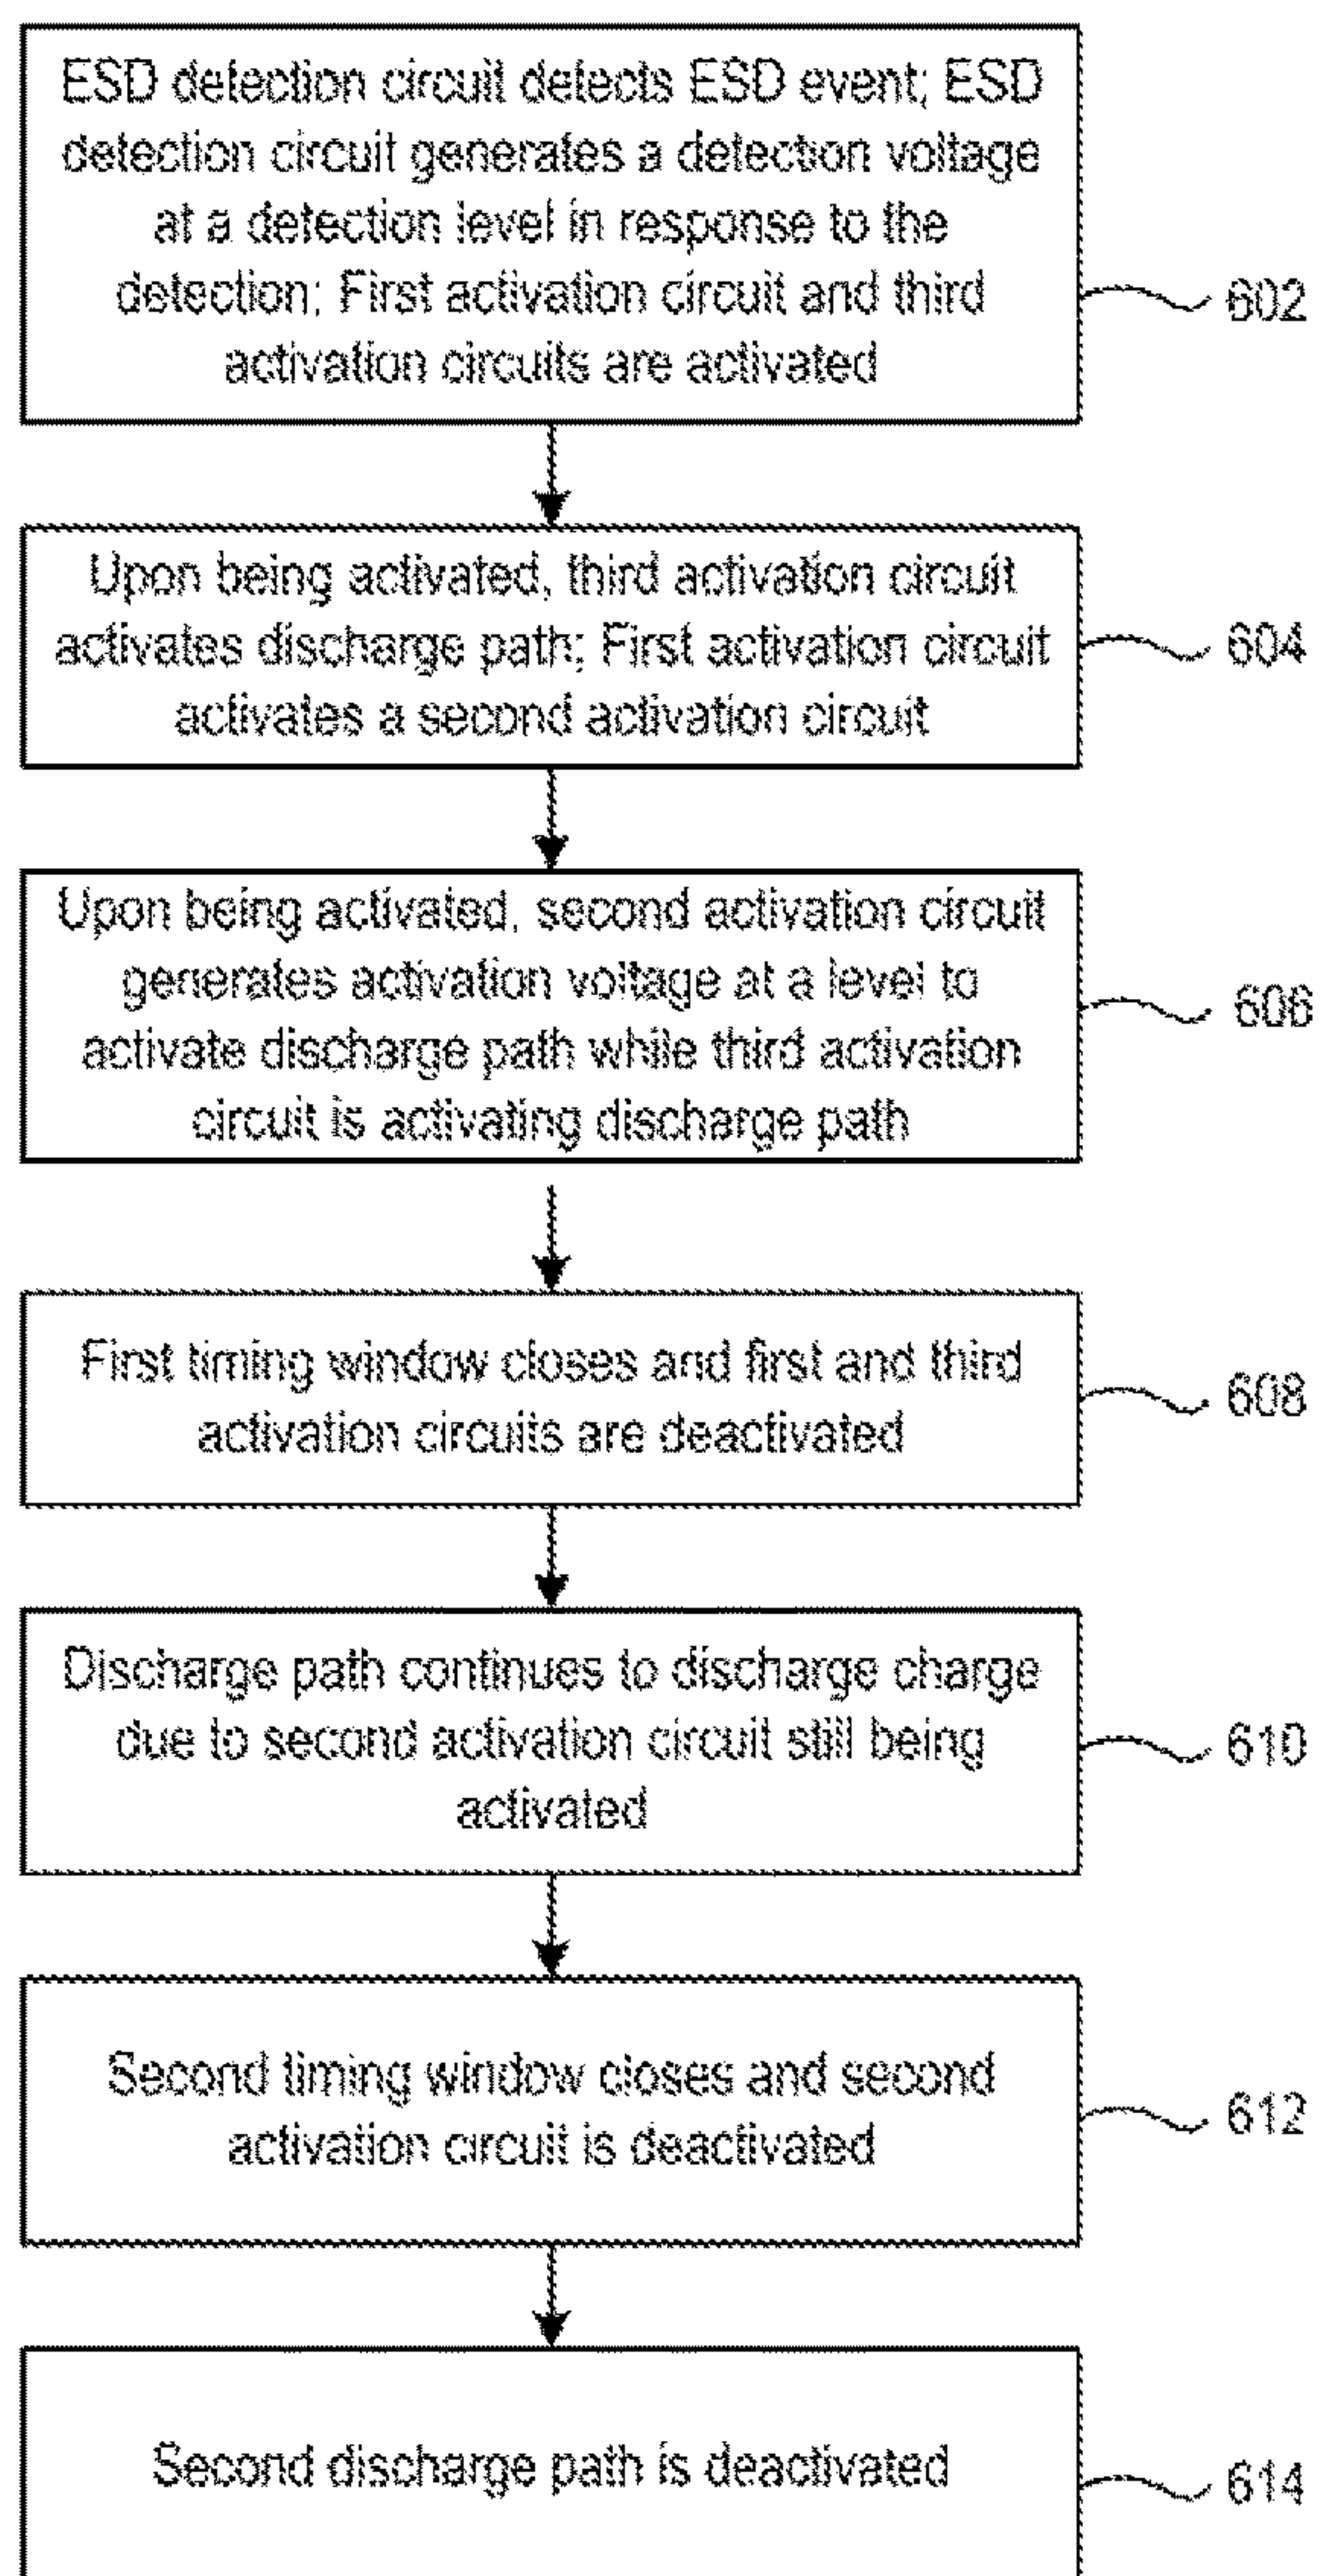 ESD detection circuit detects ESD event; ESD
detection circuit generates a detection voltage
at a detection level in response to the
detection; First activation circuit and third
activation circuits are activated
602
Upon being activated, third activation circuit
activates discharge path; First activation circuit
activates a second activation circuit
604
Upon being activated, second activation circuit
generates activation voltage at a level to
activate discharge path while third activation
circuit is activating discharge path
606
First timing window closes and first and third
activation circuits are deactivated
608
Discharge path continues to discharge charge
due to second activation circuit still being
activated
610
Second timing window closes and second
activation circuit is deactivated
612
Second discharge path is deactivated
614